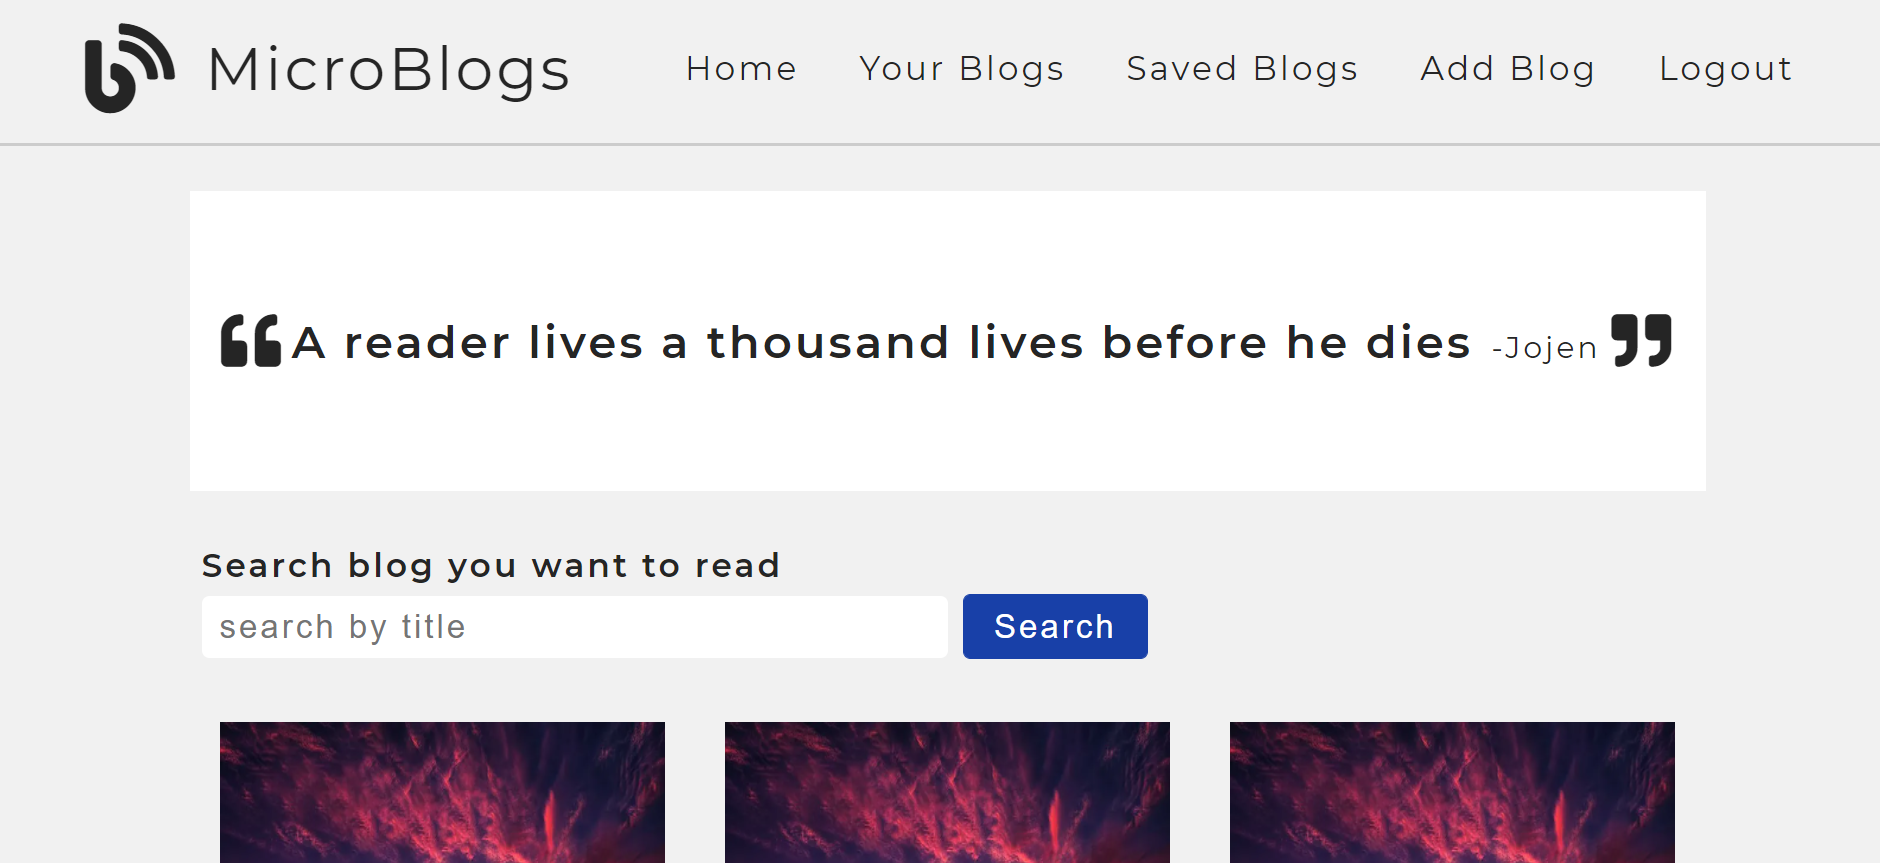 MicroBlogs Home Your Blogs Saved Blogs Add Blog Logout
A reader lives a thousand lives before he dies -Jojen
Search blog you want to read
search by title Search